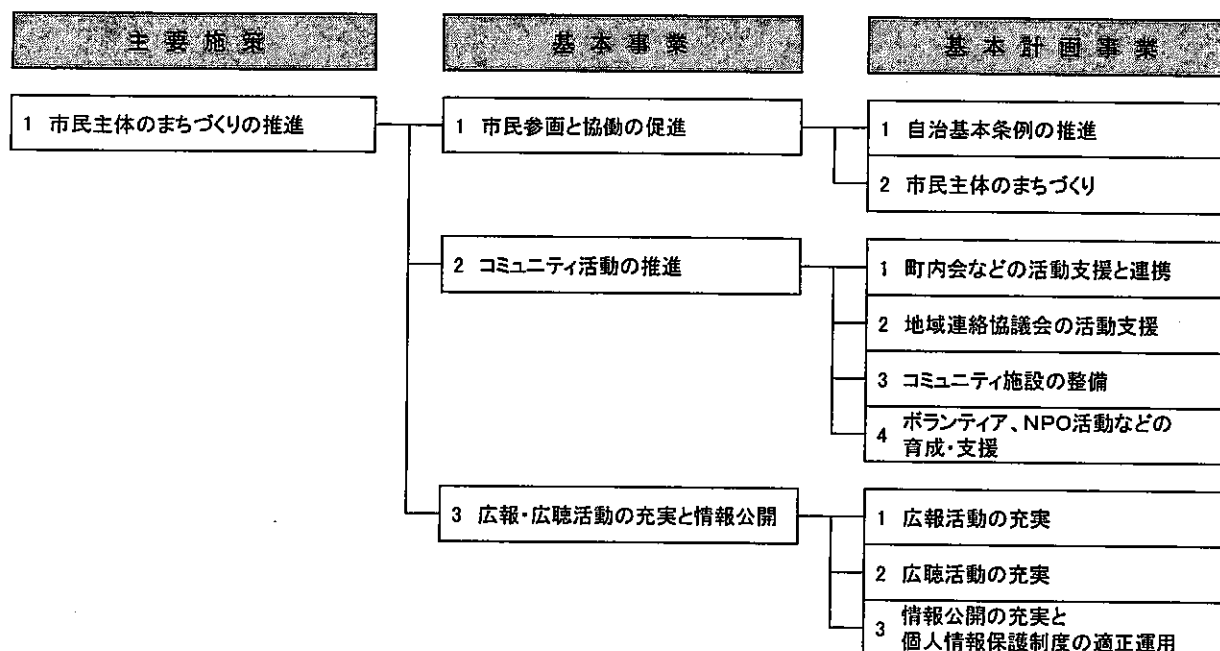 主要施策
基本事業
基本計画事業
1 市民主体のまちづくりの推進
1 市民参画と協働の促進
1 自治基本条例の推進
2 市民主体のまちづくり
2 コミュニティ活動の推進
1 町内会などの活動支援と連携
2 地域連絡協議会の活動支援
3 コミュニティ施設の整備
4 ボランティア、NPO活動などの
育成・支援
3 広報・広聴活動の充実と情報公開
1 広報活動の充実
2 広聴活動の充実
3 情報公開の充実と
個人情報保護制度の適正運用